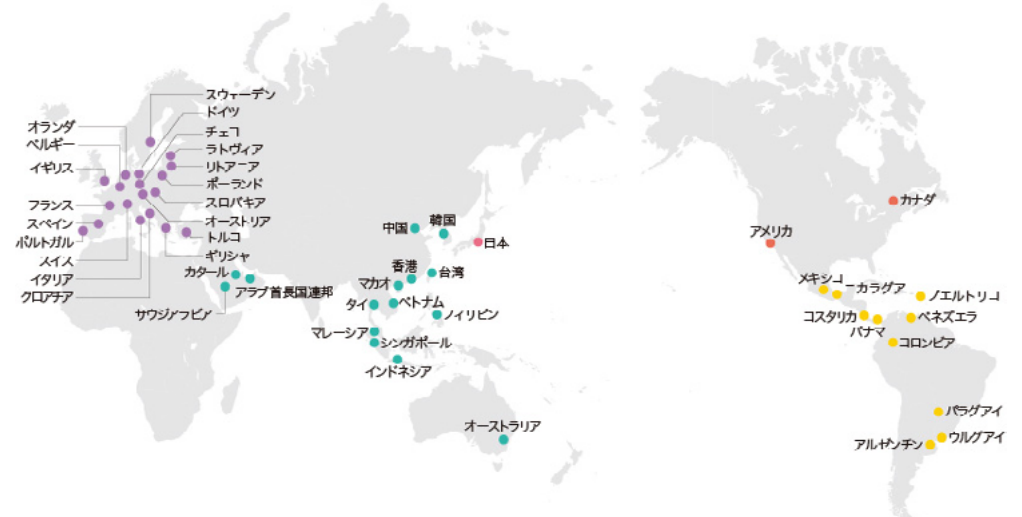 スウェーデン
ドイツ
オランダ
チェコ
ベルギー
ラトヴィア
イギリス
リトアニア
ポーランド
フランス
スロバキア
スペイン
オーストリア
ポルトガル
トルコ
スイス
ギリシャ
イタリア
カタール
クロアチア
アラブ首長国連邦
サウジアラビア
中国
韓国
日本
香港
台湾
マカオ
タイ
ベトナム
フィリピン
マレーシア
シンガポール
インドネシア
オーストラリア
カナダ
アメリカ
メキシコ
ニカラグア
プエルトリコ
コスタリカ
パナマ
ベネズエラ
コロンビア
パラグアイ
ウルグアイ
アルゼンチン